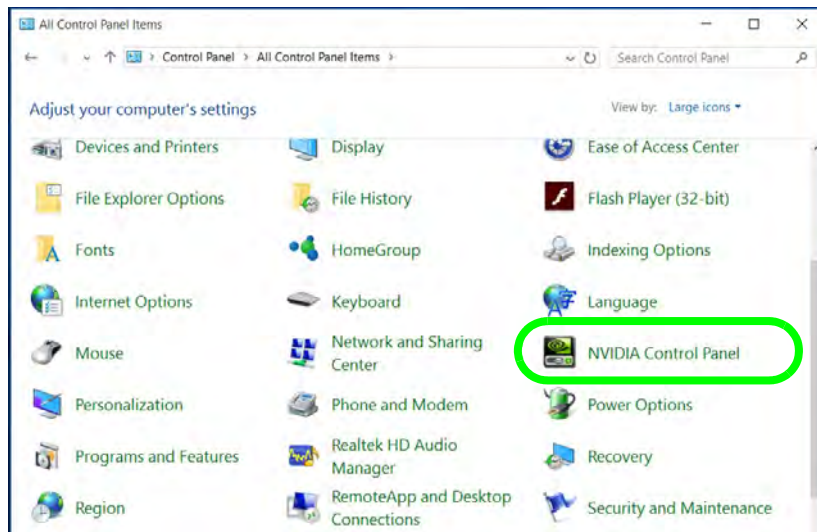 All Control Panel Items
Control Panel > All Control Panel Items >
Search Control Panel
Adjust your computer's settings
View by: Large icons
Devices and Printers
Display
Ease of Access Center
File Explorer Options
File History
Flash Player (32-bit)
Fonts
HomeGroup
Indexing Options
Internet Options
Keyboard
Language
Mouse
Network and Sharing
Center
NVIDIA Control Panel
Personalization
Phone and Modem
Power Options
Programs and Features
Realtek HD Audio
Manager
Recovery
Region
RemoteApp and Desktop
Connections
Security and Maintenance